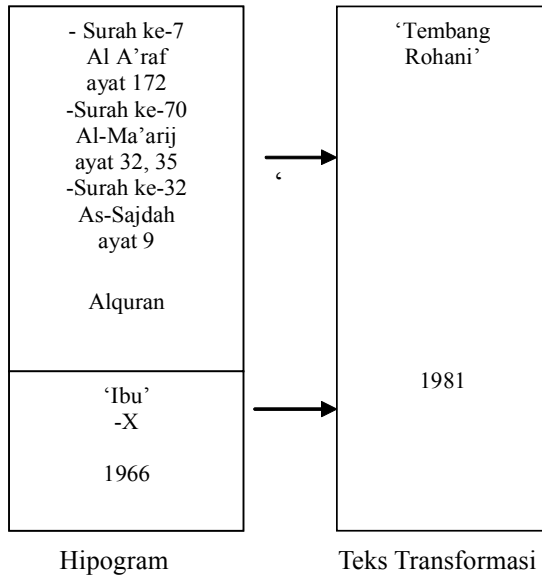 - Surah ke-7
Al A’raf
ayat 172
-Surah ke-70
Al-Ma’arij
ayat 32, 35
-Surah ke-32
As-Sajdah
ayat 9
Alquran
‘Ibu’
-X
1966
Hipogram
‘
‘Tembang
Rohani’
1981
Teks Transformasi